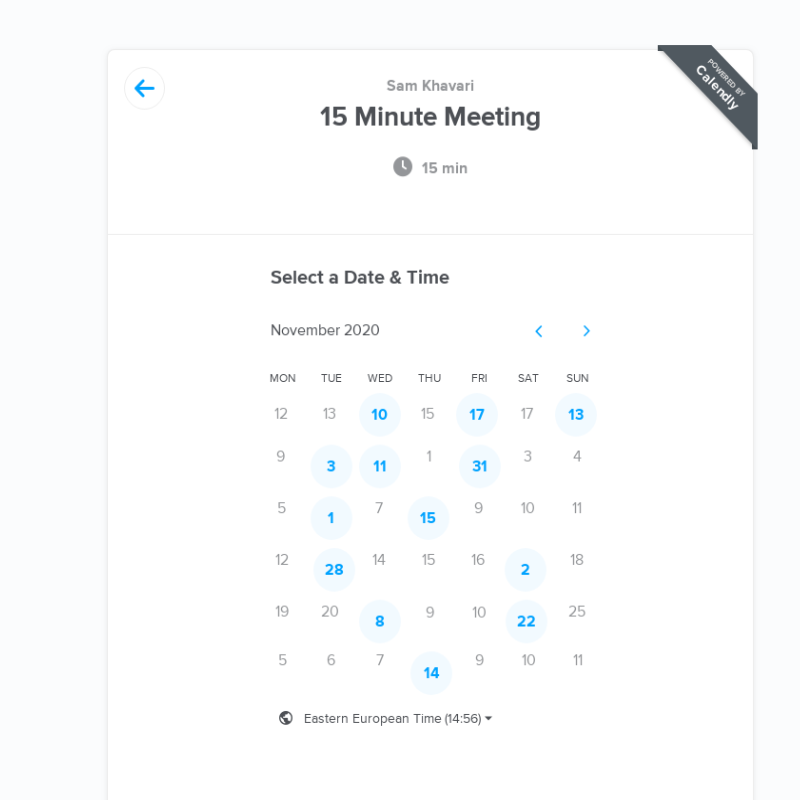 POWERED BY
Calendly
Sam Khavari
15 Minute Meeting
15 min
Select a Date & Time
November 2020
MON TUE WED THU FRI SAT SUN
12 13 10 15 17 17 13
9 3 11 1 31 3 4
5 1 7 15 9 10 11
12 28 14 15 16 2 18
19 20 8 9 10 22 25
5 6 7 14 9 10 11
Eastern European Time (14:56)